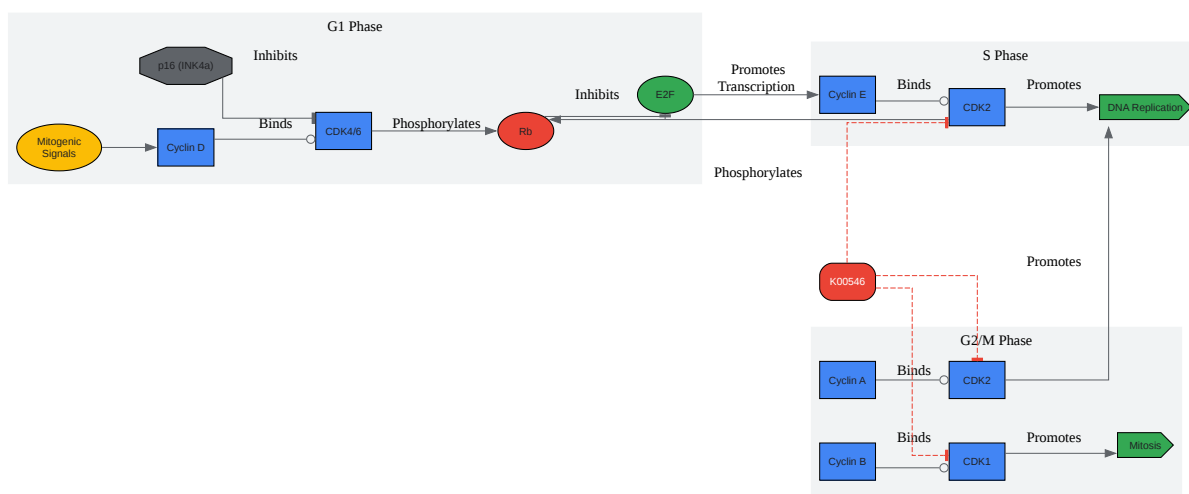 G1 Phase
p16 (INK4a)
Inhibits
Mitogenic
Signals
Cyclin D
Binds
CDK4/6
Phosphorylates
Rb
Inhibits
E2F
Promotes
Transcription
S Phase
Cyclin E
Binds
CDK2
Promotes
DNA Replication
Phosphorylates
K00546
Promotes
G2/M Phase
Cyclin A
Binds
CDK2
Cyclin B
Binds
CDK1
Promotes
Mitosis